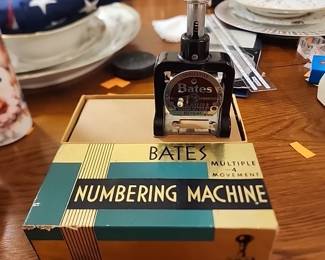 Bates
BATES
MULTIPLE
4
MOVEMENT
NUMBERING MACHINE